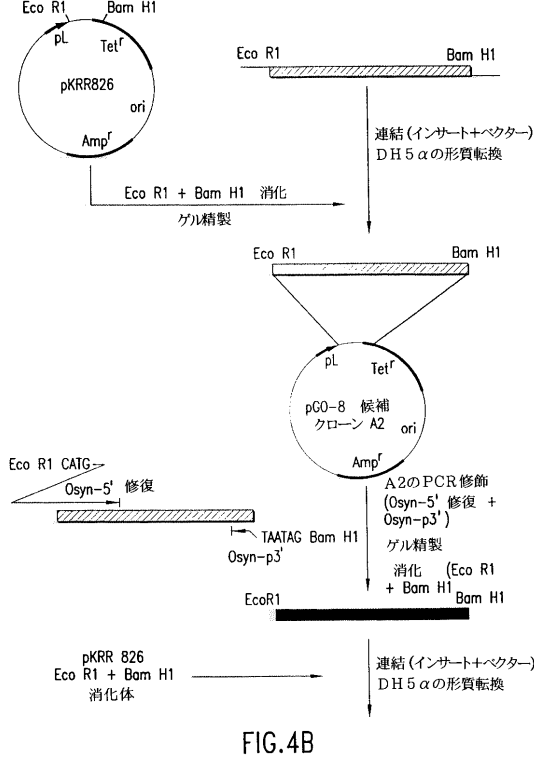 Eco R1 Bam H1
pL
Tetr
pKRR826
ori
Ampr
Eco R1 Bam H1
連結(インサート+ベクター)
DH5αの形質転換
Eco R1 + Bam H1 消化
ゲル精製
Eco R1 Bam H1
pL
Tetr
pGO-8 候補
クローン A2
ori
Ampr
Eco R1 CATG
Osyn-5' 修復
TAATAG Bam H1
Osyn-p3'
A2のPCR修飾
(Osyn-5' 修復 +
Osyn-p3')
ゲル精製
消化 (Eco R1
+ Bam H1
EcoR1 Bam H1
pKRR 826
Eco R1 + Bam H1
消化体
連結(インサート+ベクター)
DH5αの形質転換
FIG.4B